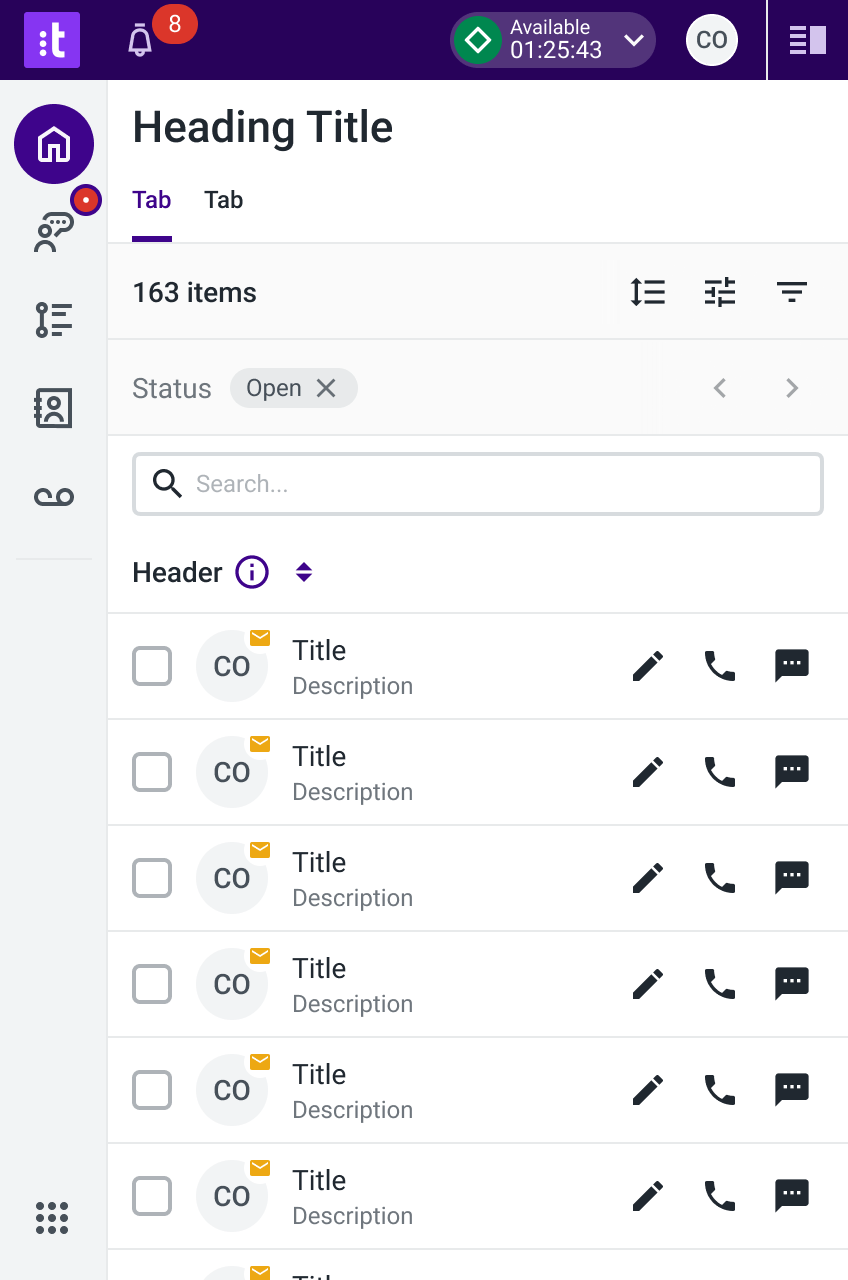 :t
8
Available
01:25:43
CO
Heading Title
Tab Tab
163 items
Status Open
Search...
Header
CO Title
Description
CO Title
Description
CO Title
Description
CO Title
Description
CO Title
Description
CO Title
Description
Title